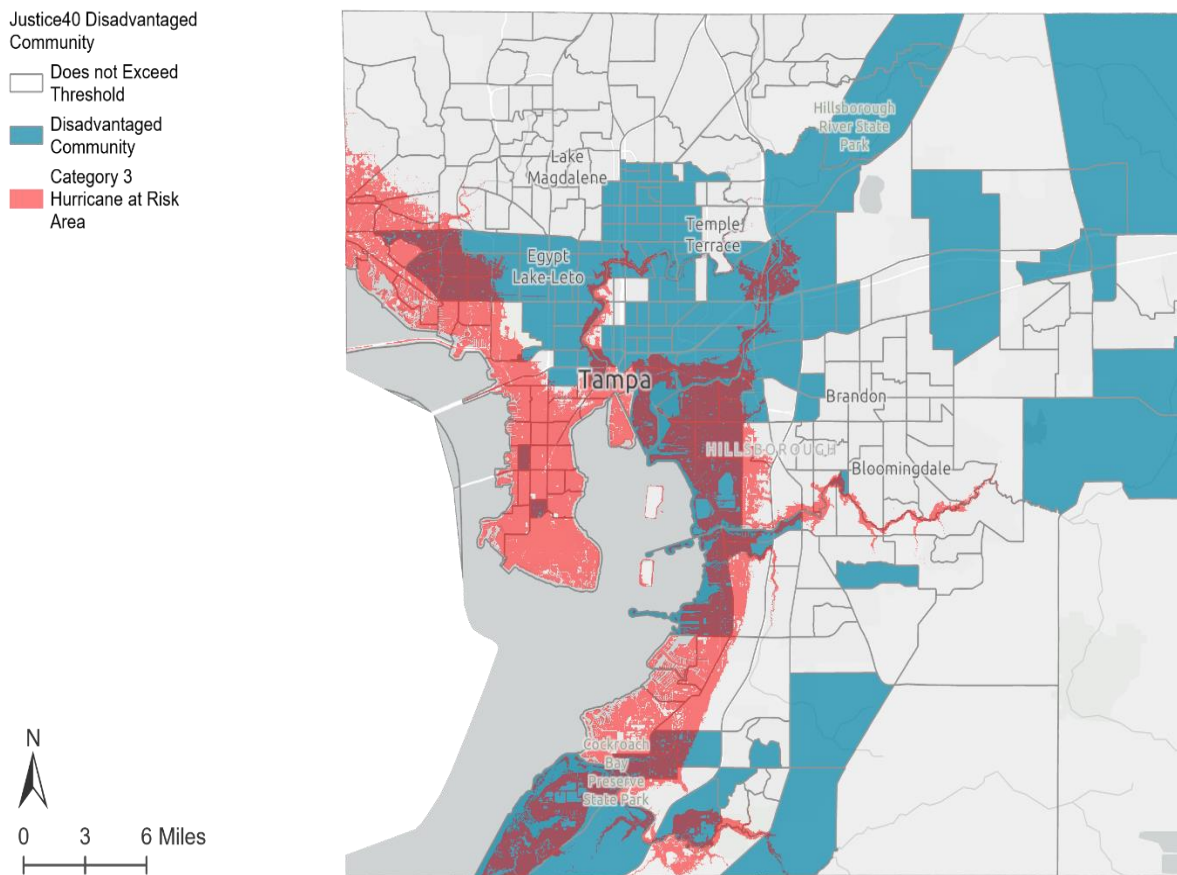 Justice40 Disadvantaged
Community
Does not Exceed
Threshold
Disadvantaged
Community
Category 3
Hurricane at Risk
Area
Hillsborough
River State
Park
Lake
Magdalene
Temple
Terrace
Egypt
Lake-Leto
Tampa
Brandon
HILLSBOROUGH
Bloomingdale
Cockroach
Bay
Preserve
State Park
N
0 3 6 Miles